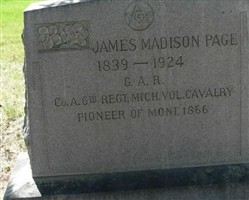 JAMES MADISON PAGE
1839 – 1924
G. A. R.
CO. A. 6TH REGT. MICH. VOL. CAVALRY
PIONEER OF MONT. 1866